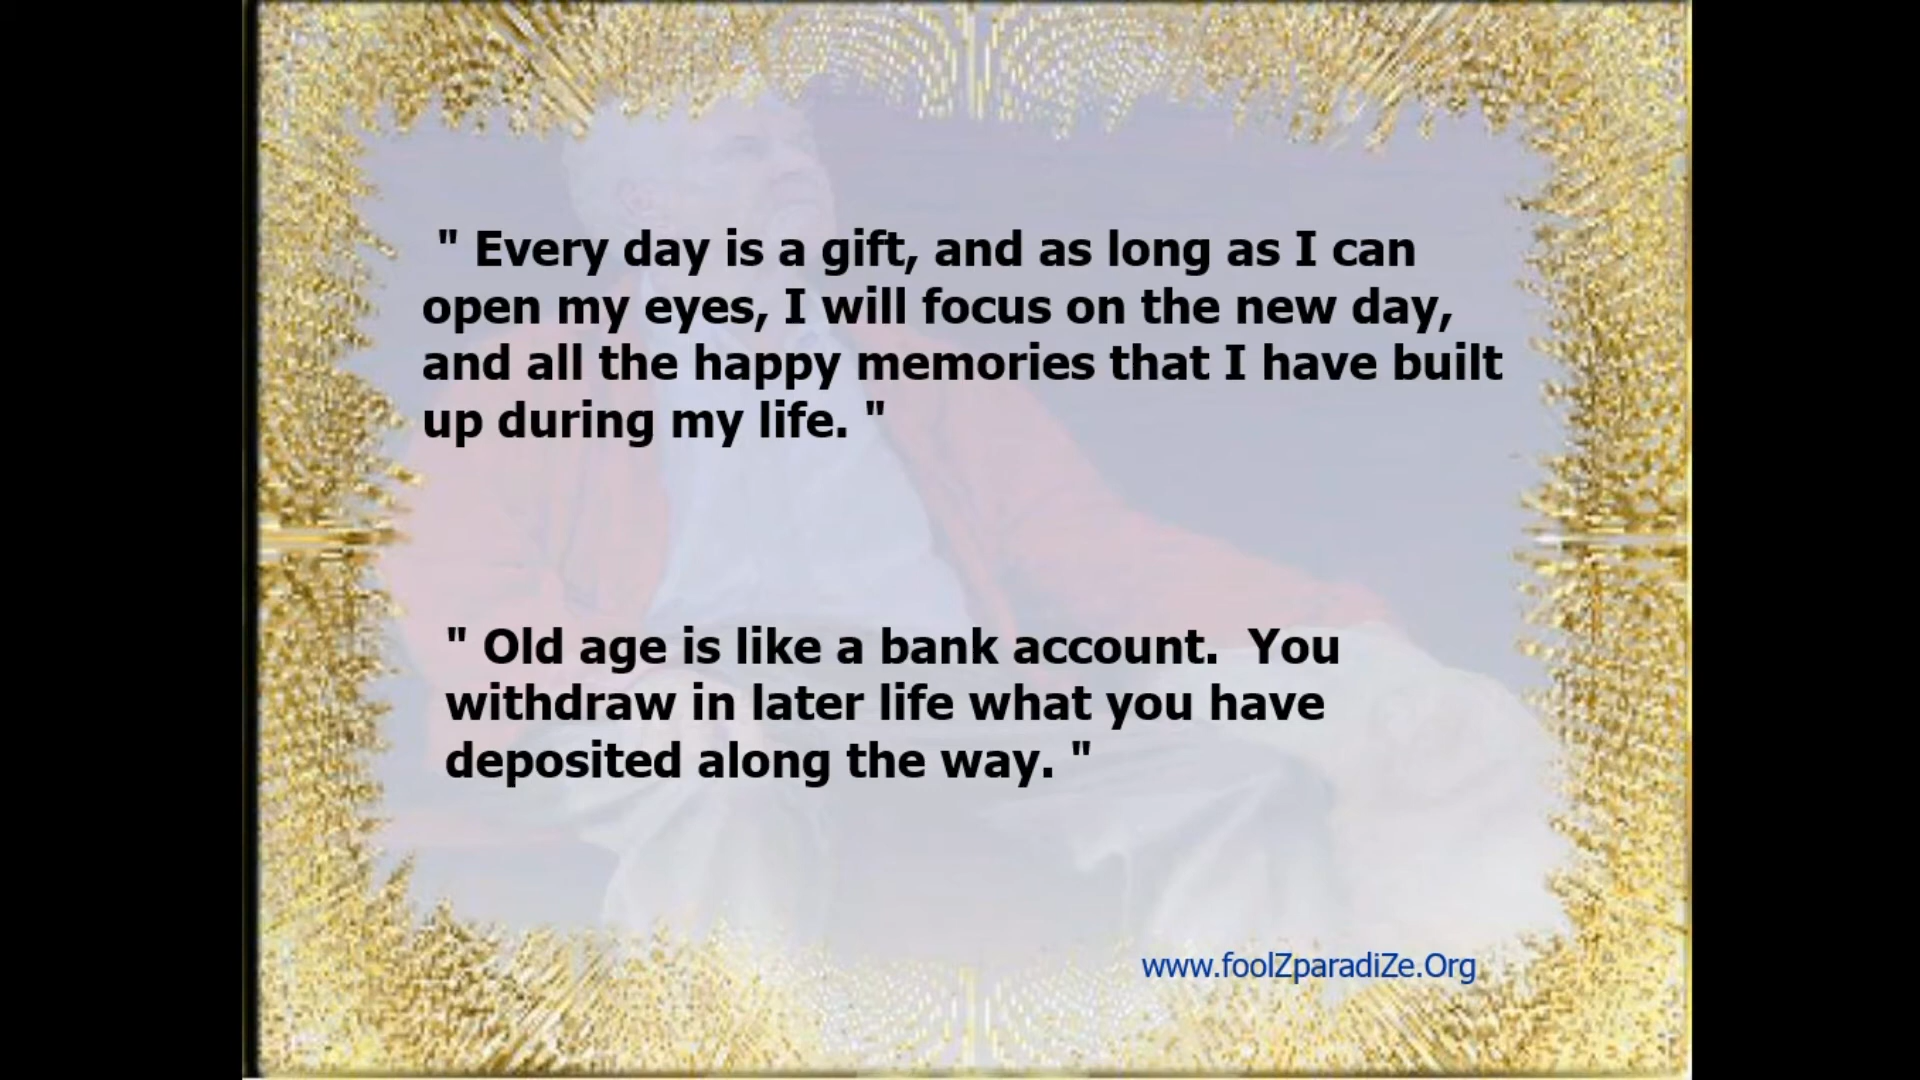 " Every day is a gift, and as long as I can
open my eyes, I will focus on the new day,
and all the happy memories that I have built
up during my life. "
" Old age is like a bank account.  You
withdraw in later life what you have
deposited along the way. "
www.foolZparadiZe.Org